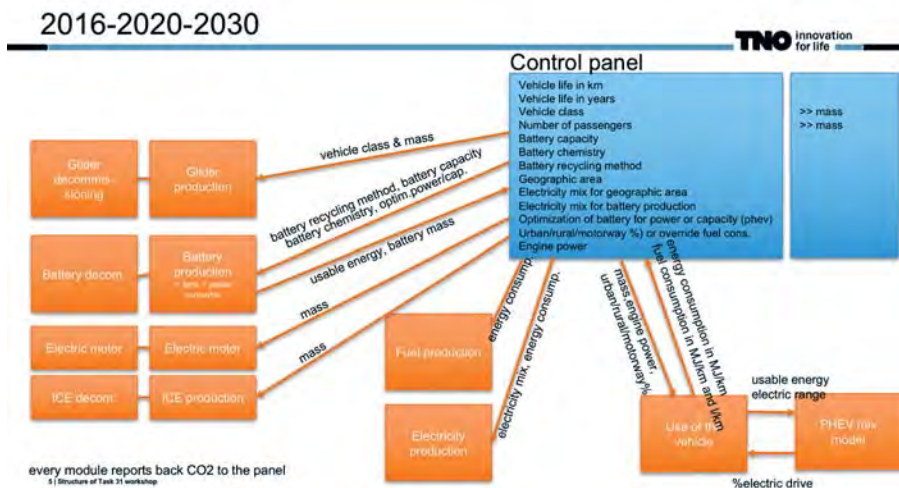 2016-2020-2030
TNO innovation
for life
Control panel
Vehicle life in km
Vehicle life in years
Vehicle class
Number of passengers
Battery capacity
Battery chemistry
Battery recycling method
Geographic area
Electricity mix for geographic area
Electricity mix for battery production
Optimization of battery for power or capacity (phev)
Urban/rural/motorway %) or override fuel cons.
Engine power
>> mass
>> mass
vehicle class & mass
Glider
decommis-
sioning
Glider
production
battery recycling method, battery capacity
battery chemistry, optim.power/cap.
usable energy, battery mass
Battery decom.
Battery
production
mass
Electric motor
Electric motor
mass
ICE decom.
ICE production
Fuel production
energy consump.
Electricity
production
electricity mix, energy consump.
mass,engine power,
urban/rural/motorway%
energy consumption in MJ/km
fuel consumption in MJ/km and l/km
Use of the
vehicle
usable energy
electric range
PHEV mix
model
%electric drive
every module reports back CO2 to the panel
5 | Structure of Task 31 workshop